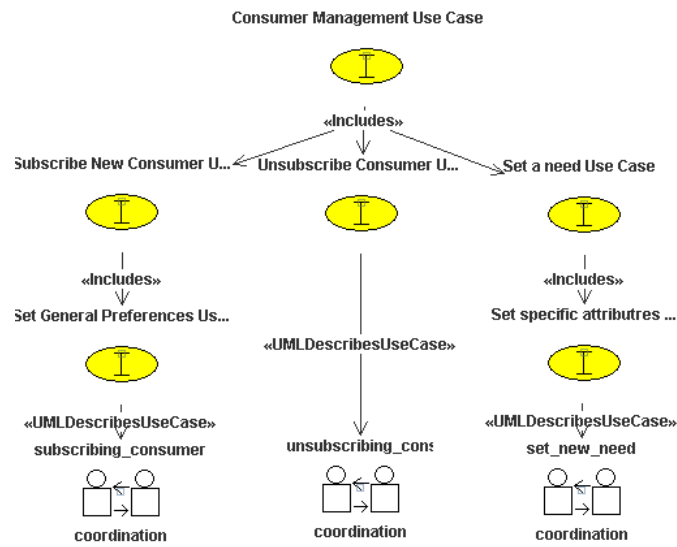 Consumer Management Use Case
«Includes»
Subscribe New Consumer U...
Unsubscribe Consumer U...
Set a need Use Case
«Includes»
«Includes»
Set General Preferences Us...
Set specific attributres ...
«UMLDescribesUseCase»
«UMLDescribesUseCase»
«UMLDescribesUseCase»
subscribing_consumer
unsubscribing_cons
set_new_need
coordination
coordination
coordination